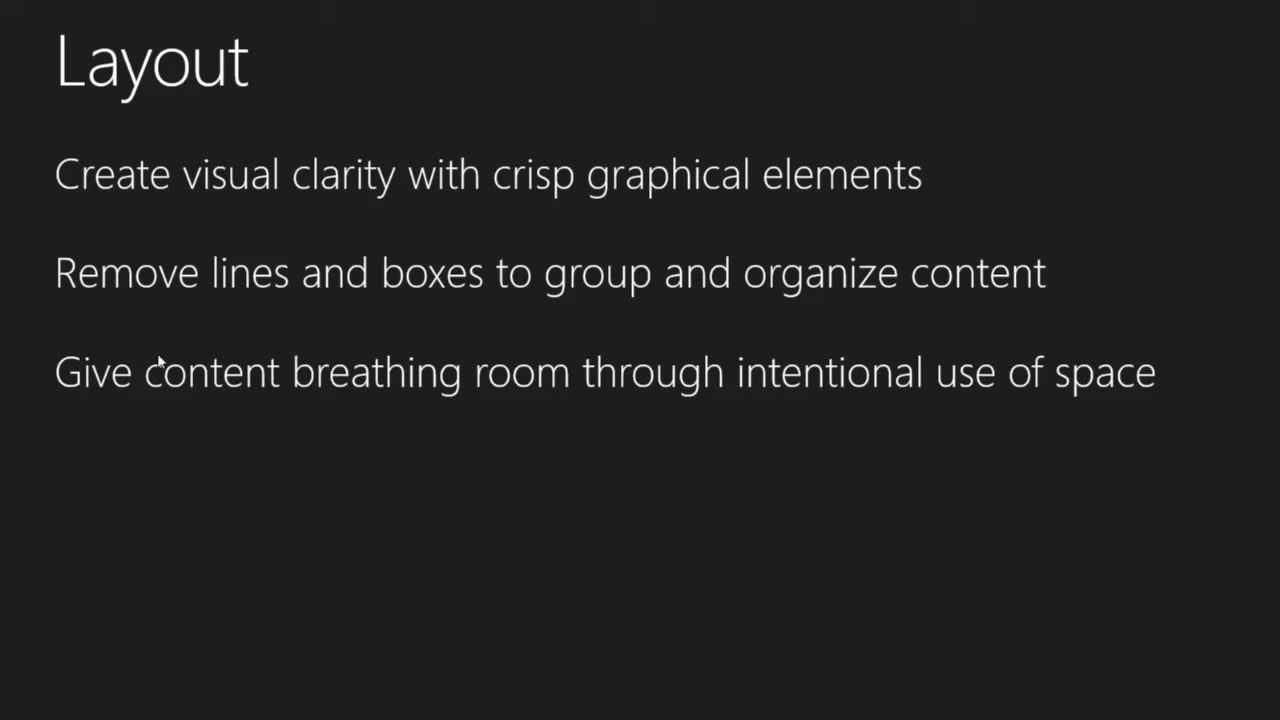 Layout
Create visual clarity with crisp graphical elements
Remove lines and boxes to group and organize content
Give content breathing room through intentional use of space